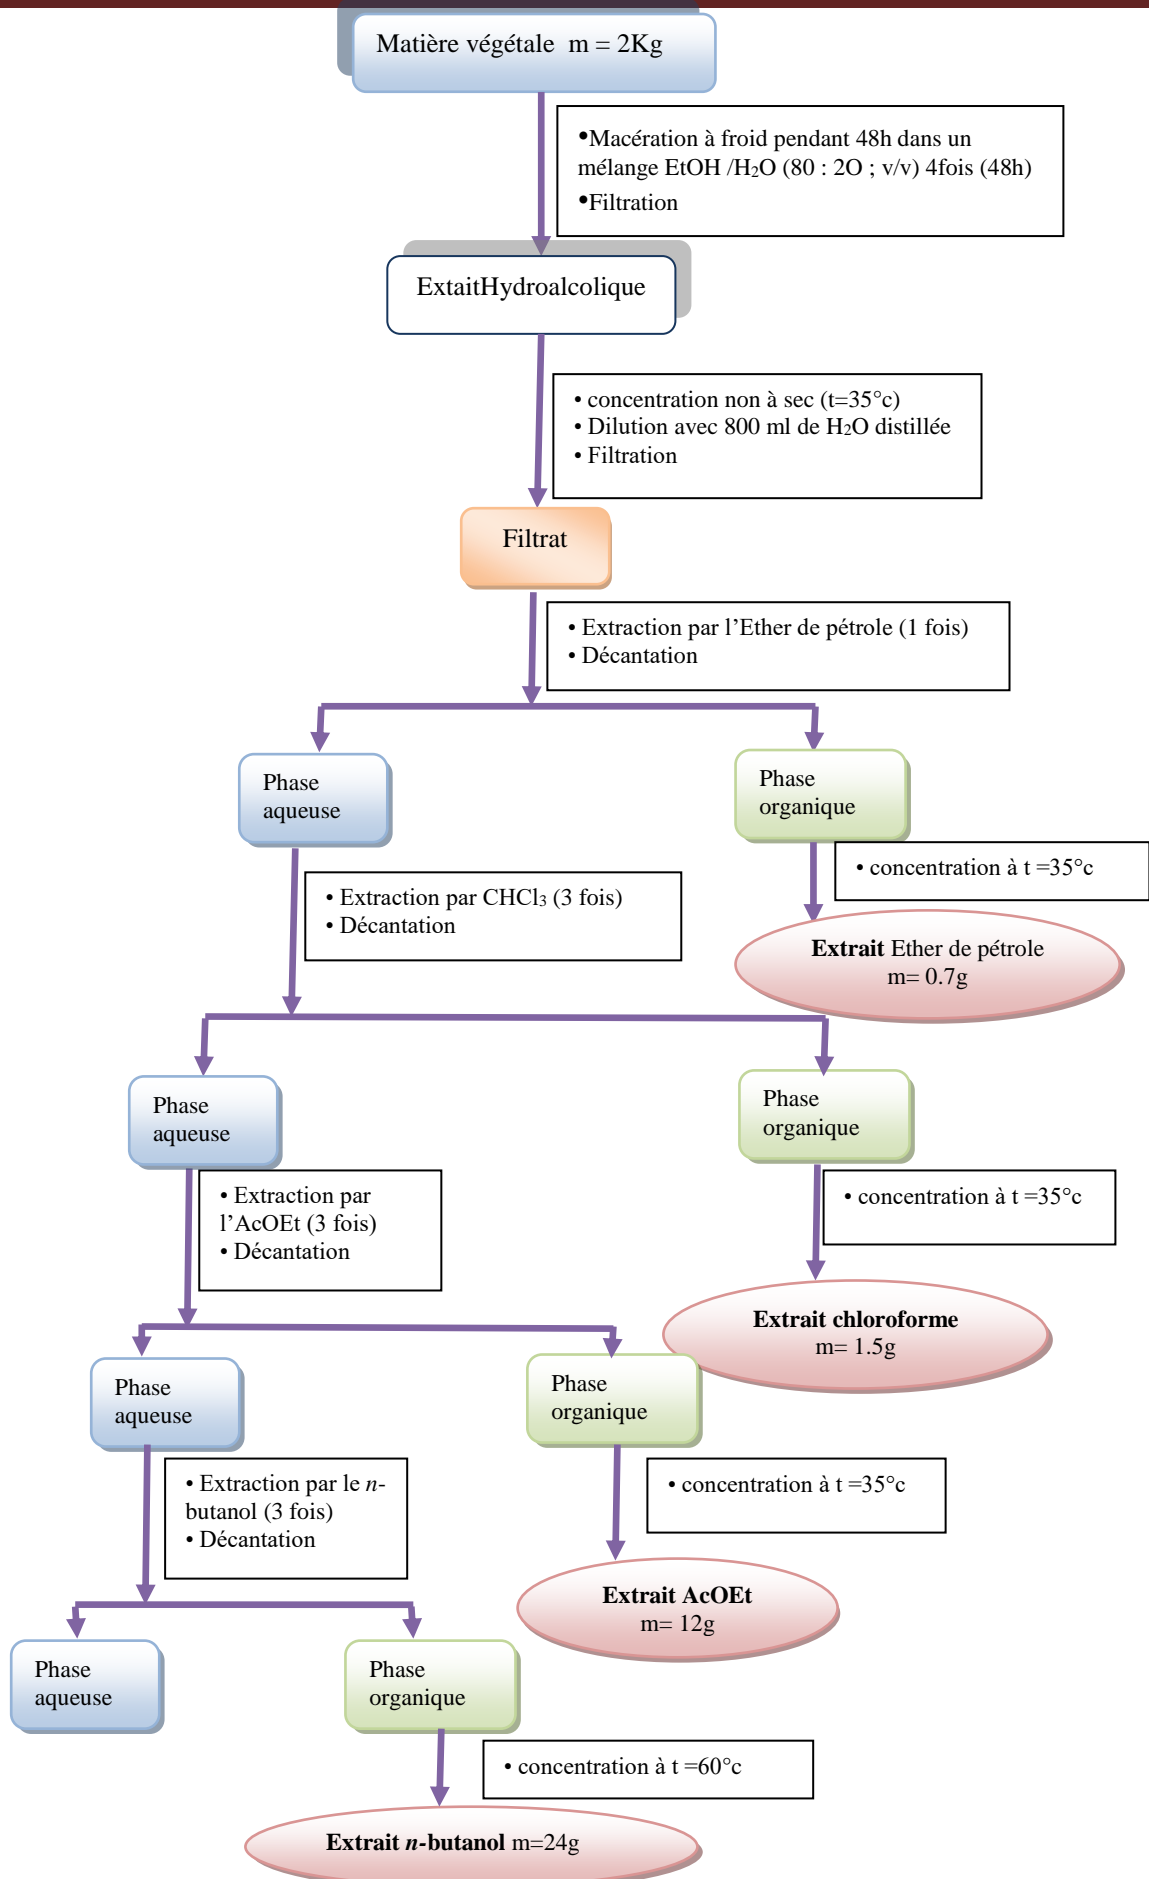 Matière végétale m = 2Kg
•Macération à froid pendant 48h dans un
mélange EtOH /H₂O (80 : 2O ; v/v) 4fois (48h)
•Filtration
ExtaitHydroalcolique
• concentration non à sec (t=35°c)
• Dilution avec 800 ml de H₂O distillée
• Filtration
Filtrat
• Extraction par l’Ether de pétrole (1 fois)
• Décantation
Phase
aqueuse
Phase
organique
• concentration à t =35°c
• Extraction par CHCl₃ (3 fois)
• Décantation
Extrait Ether de pétrole
m= 0.7g
Phase
aqueuse
Phase
organique
• Extraction par
l’AcOEt (3 fois)
• Décantation
• concentration à t =35°c
Extrait chloroforme
m= 1.5g
Phase
aqueuse
Phase
organique
• Extraction par le n-
butanol (3 fois)
• Décantation
• concentration à t =35°c
Extrait AcOEt
m= 12g
Phase
aqueuse
Phase
organique
• concentration à t =60°c
Extrait n-butanol m=24g